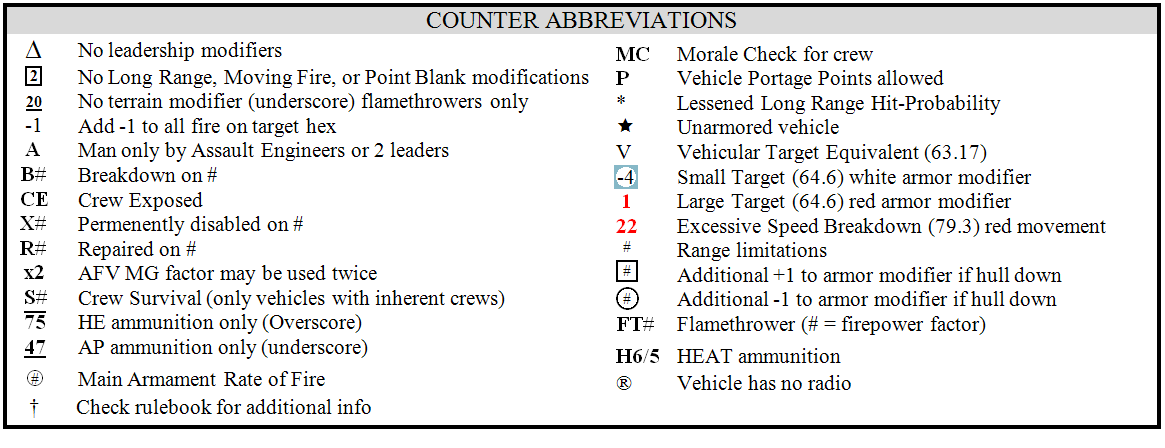 COUNTER ABBREVIATIONS
Δ No leadership modifiers
2 No Long Range, Moving Fire, or Point Blank modifications
20 No terrain modifier (underscore) flamethrowers only
-1 Add -1 to all fire on target hex
A Man only by Assault Engineers or 2 leaders
B# Breakdown on #
CE Crew Exposed
X# Permenently disabled on #
R# Repaired on #
x2 AFV MG factor may be used twice
S# Crew Survival (only vehicles with inherent crews)
75 HE ammunition only (Overscore)
47 AP ammunition only (underscore)
# Main Armament Rate of Fire
† Check rulebook for additional info
MC Morale Check for crew
P Vehicle Portage Points allowed
* Lessened Long Range Hit-Probability
★ Unarmored vehicle
V Vehicular Target Equivalent (63.17)
-4 Small Target (64.6) white armor modifier
1 Large Target (64.6) red armor modifier
22 Excessive Speed Breakdown (79.3) red movement
# Range limitations
# Additional +1 to armor modifier if hull down
# Additional -1 to armor modifier if hull down
FT# Flamethrower (# = firepower factor)
H6/5 HEAT ammunition
® Vehicle has no radio